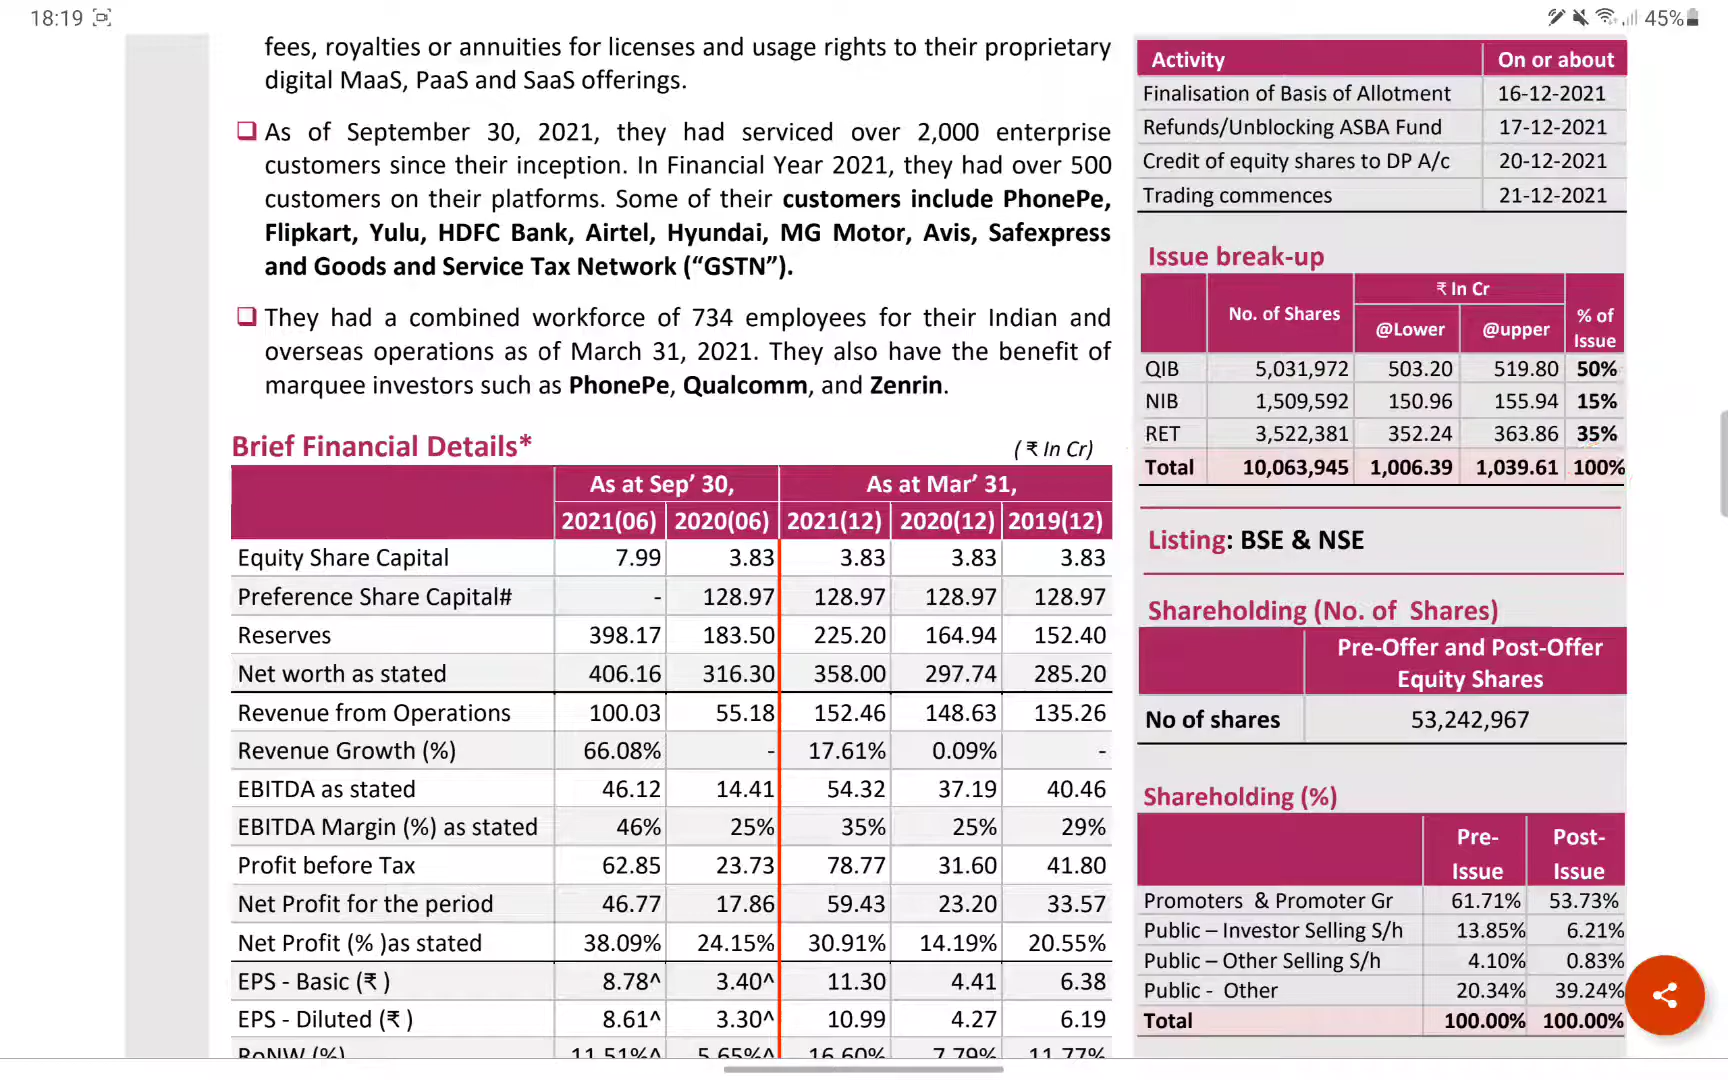 18:19
45%
fees, royalties or annuities for licenses and usage rights to their proprietary
digital MaaS, PaaS and SaaS offerings.
As of September 30, 2021, they had serviced over 2,000 enterprise
customers since their inception. In Financial Year 2021, they had over 500
customers on their platforms. Some of their customers include PhonePe,
Flipkart, Yulu, HDFC Bank, Airtel, Hyundai, MG Motor, Avis, Safexpress
and Goods and Service Tax Network (“GSTN”).
They had a combined workforce of 734 employees for their Indian and
overseas operations as of March 31, 2021. They also have the benefit of
marquee investors such as PhonePe, Qualcomm, and Zenrin.
Brief Financial Details* (₹ In Cr)
As at Sep’ 30, As at Mar’ 31,
2021(06) 2020(06) 2021(12) 2020(12) 2019(12)
Equity Share Capital 7.99 3.83 3.83 3.83 3.83
Preference Share Capital# - 128.97 128.97 128.97 128.97
Reserves 398.17 183.50 225.20 164.94 152.40
Net worth as stated 406.16 316.30 358.00 297.74 285.20
Revenue from Operations 100.03 55.18 152.46 148.63 135.26
Revenue Growth (%) 66.08% - 17.61% 0.09% -
EBITDA as stated 46.12 14.41 54.32 37.19 40.46
EBITDA Margin (%) as stated 46% 25% 35% 25% 29%
Profit before Tax 62.85 23.73 78.77 31.60 41.80
Net Profit for the period 46.77 17.86 59.43 23.20 33.57
Net Profit (% )as stated 38.09% 24.15% 30.91% 14.19% 20.55%
EPS - Basic (₹ ) 8.78^ 3.40^ 11.30 4.41 6.38
EPS - Diluted (₹ ) 8.61^ 3.30^ 10.99 4.27 6.19
RoNW (%) 11.51%^ 5.65%^ 16.60% 7.79% 11.77%
Activity On or about
Finalisation of Basis of Allotment 16-12-2021
Refunds/Unblocking ASBA Fund 17-12-2021
Credit of equity shares to DP A/c 20-12-2021
Trading commences 21-12-2021
Issue break-up
No. of Shares ₹ In Cr % of Issue
@Lower @upper
QIB 5,031,972 503.20 519.80 50%
NIB 1,509,592 150.96 155.94 15%
RET 3,522,381 352.24 363.86 35%
Total 10,063,945 1,006.39 1,039.61 100%
Listing: BSE & NSE
Shareholding (No. of Shares)
Pre-Offer and Post-Offer
Equity Shares
No of shares 53,242,967
Shareholding (%)
Pre-Issue Post-Issue
Promoters & Promoter Gr 61.71% 53.73%
Public – Investor Selling S/h 13.85% 6.21%
Public – Other Selling S/h 4.10% 0.83%
Public - Other 20.34% 39.24%
Total 100.00% 100.00%